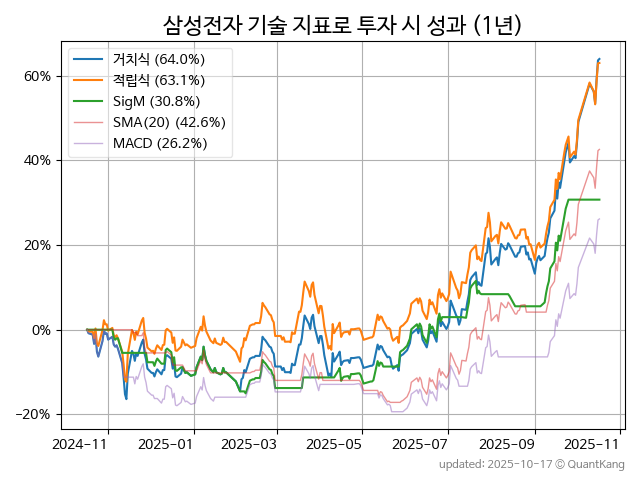 삼성전자 기술 지표로 투자 시 성과 (1년)
거치식 (64.0%)
적립식 (63.1%)
SigM (30.8%)
SMA(20) (42.6%)
MACD (26.2%)
60%
40%
20%
0%
−20%
2024−11
2025−01
2025−03
2025−05
2025−07
2025−09
2025−11
updated: 2025-10-17 © QuantKang